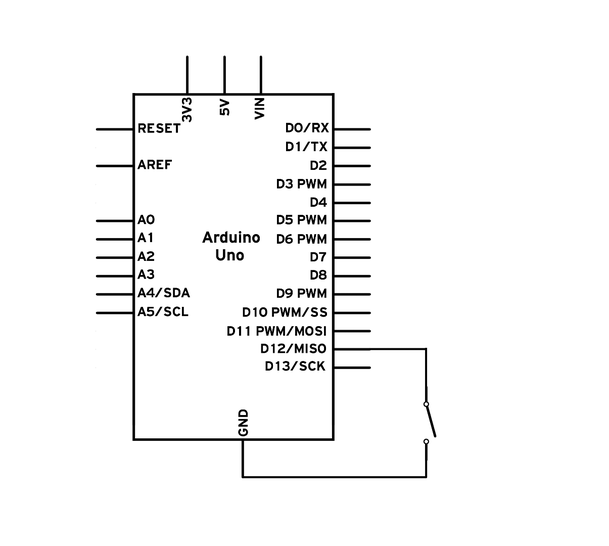 3V3
5V
VIN
RESET
AREF
A0
A1
A2
A3
A4/SDA
A5/SCL
Arduino
Uno
D0/RX
D1/TX
D2
D3 PWM
D4
D5 PWM
D6 PWM
D7
D8
D9 PWM
D10 PWM/SS
D11 PWM/MOSI
D12/MISO
D13/SCK
GND